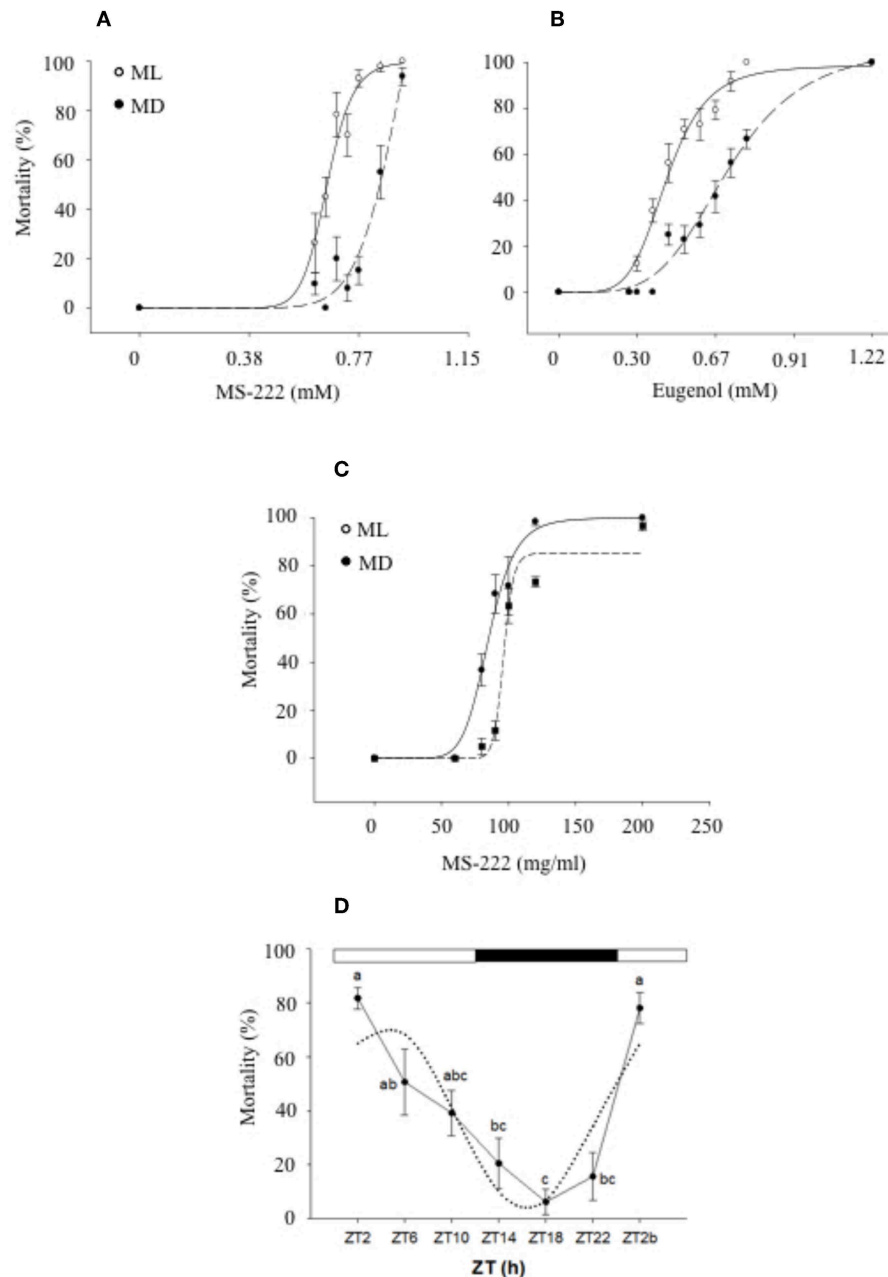 A
B
100
80
60
40
20
0
Mortality (%)
ML
MD
0
0.38
0.77
1.15
MS-222 (mM)
100
80
60
40
20
0
0
0.30
0.67
0.91
1.22
Eugenol (mM)
C
100
80
60
40
20
0
Mortality (%)
ML
MD
0
50
100
150
200
250
MS-222 (mg/ml)
D
100
80
60
40
20
0
Mortality (%)
a
ab
abc
bc
c
bc
a
ZT2 ZT6 ZT10 ZT14 ZT18 ZT22 ZT2b
ZT (h)